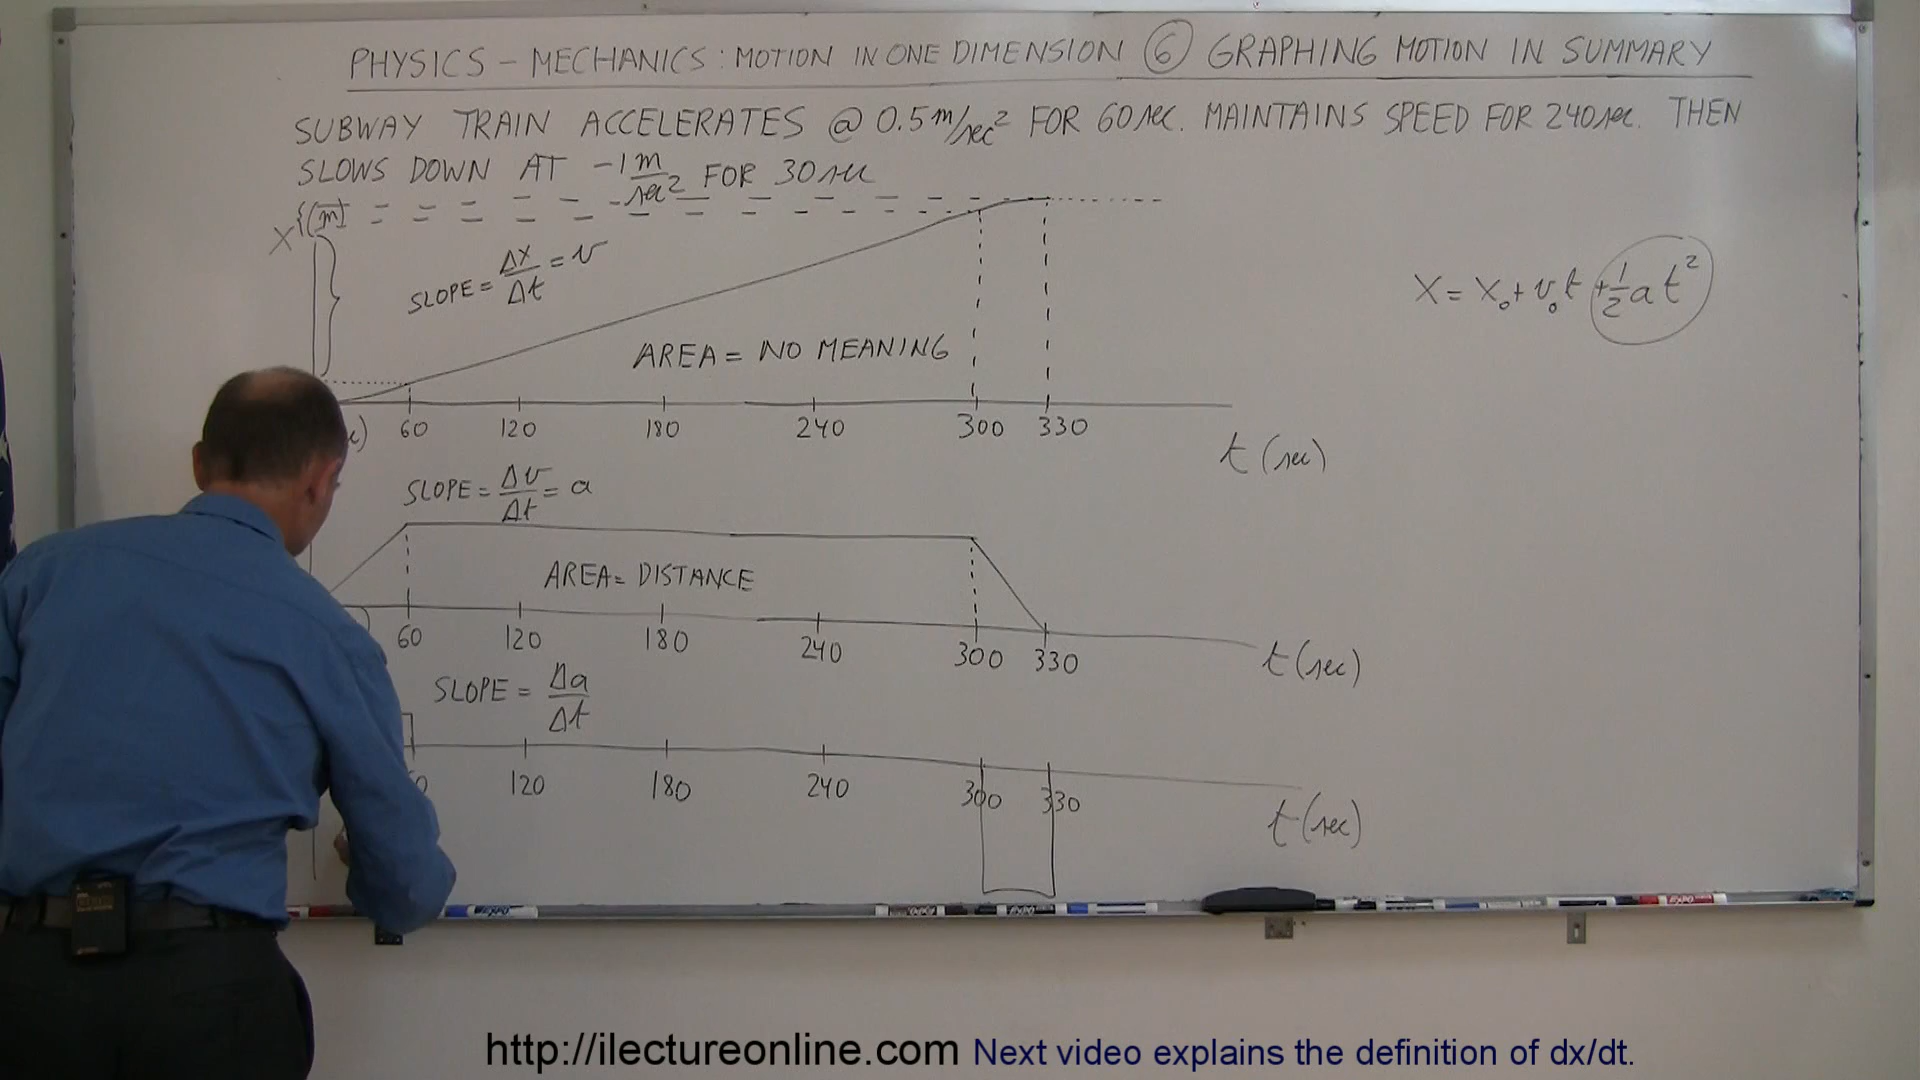 PHYSICS - MECHANICS: MOTION IN ONE DIMENSION ⑥ GRAPHING MOTION IN SUMMARY
SUBWAY TRAIN ACCELERATES @ 0.5 m/sec² FOR 60 sec. MAINTAINS SPEED FOR 240 sec. THEN
SLOWS DOWN AT -1 m/sec² FOR 30 sec
X (m)
SLOPE = Δx/Δt = v
X = X₀ + v₀t + ½at²
AREA = NO MEANING
60 120 180 240 300 330
t (sec)
SLOPE = Δv/Δt = a
AREA = DISTANCE
60 120 180 240 300 330
t (sec)
SLOPE = Δa/Δt
120 180 240 300 330
t (sec)
EXPO
EXPO
EXPO
http://ilectureonline.com Next video explains the definition of dx/dt.